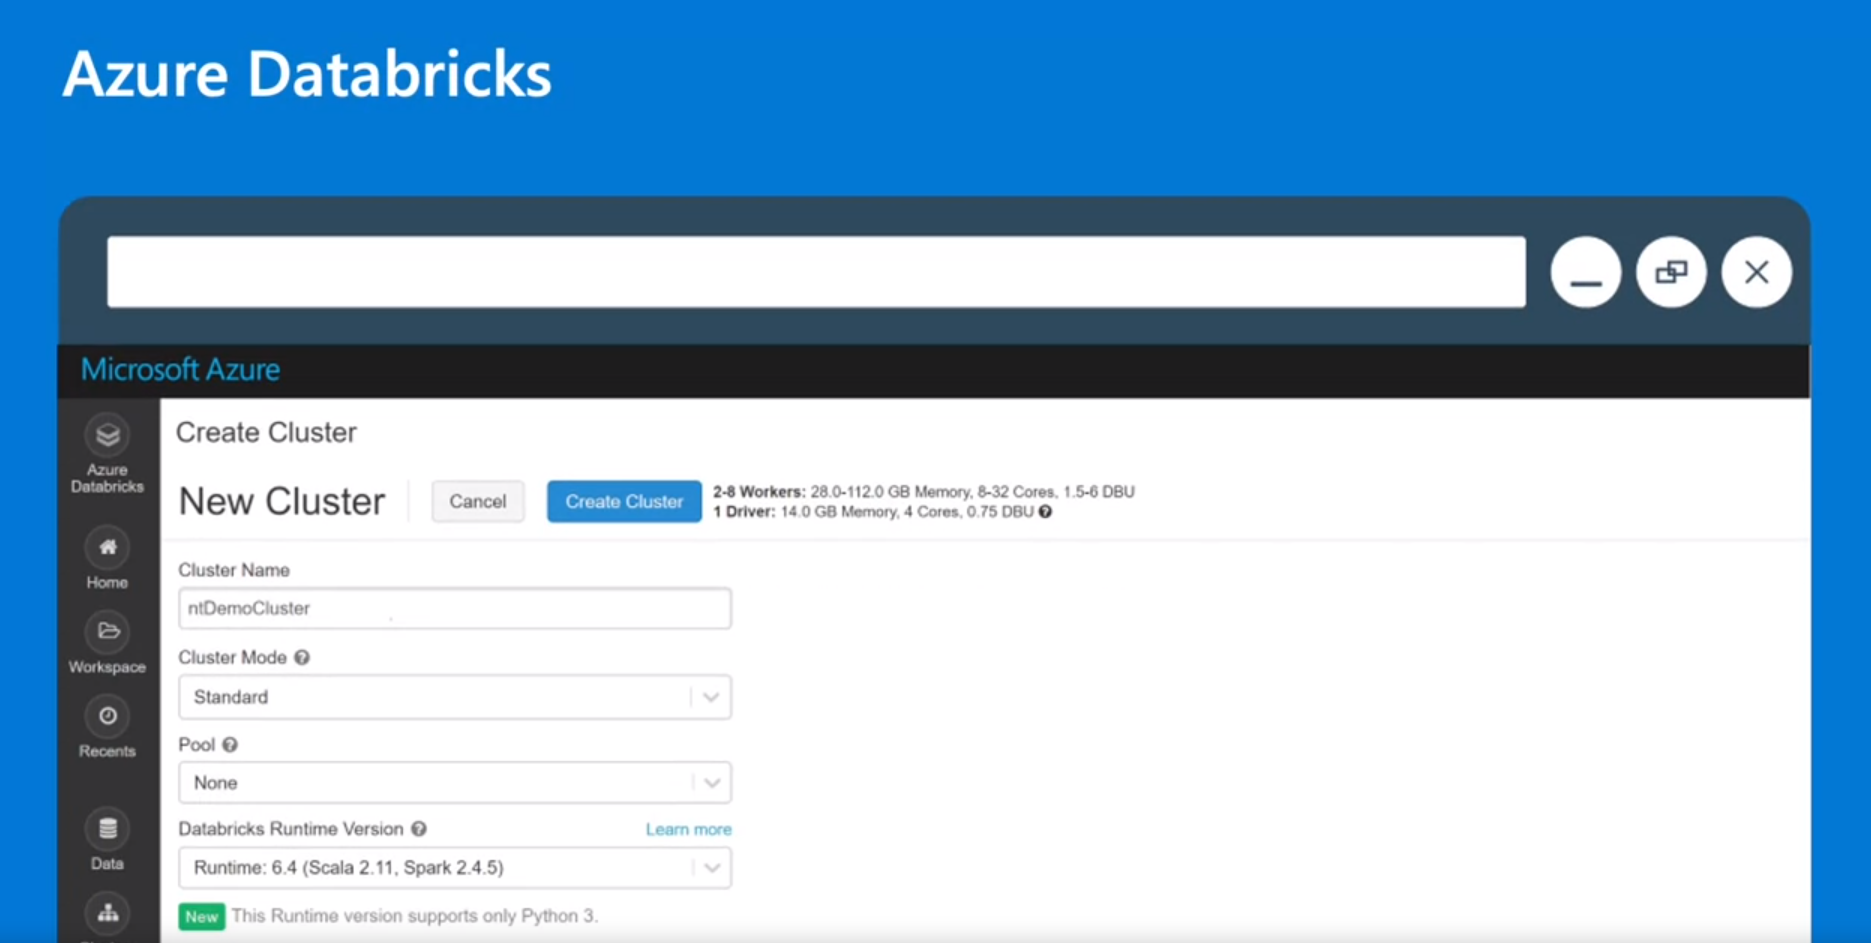 Azure Databricks
Microsoft Azure
Azure
Databricks
Home
Workspace
Recents
Data
Create Cluster
New Cluster
Cancel
Create Cluster
2-8 Workers: 28.0-112.0 GB Memory, 8-32 Cores, 1.5-6 DBU
1 Driver: 14.0 GB Memory, 4 Cores, 0.75 DBU
Cluster Name
ntDemoCluster
Cluster Mode
Standard
Pool
None
Databricks Runtime Version
Learn more
Runtime: 6.4 (Scala 2.11, Spark 2.4.5)
New This Runtime version supports only Python 3.